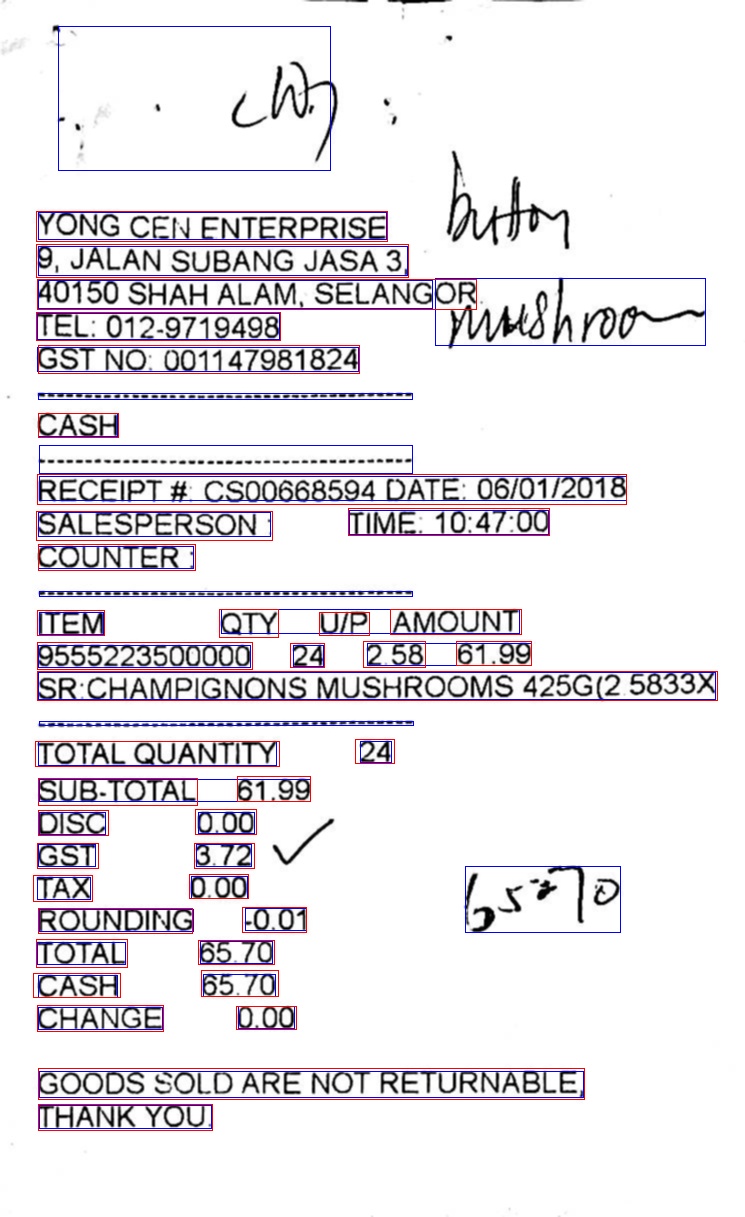 button
YONG CEN ENTERPRISE
9, JALAN SUBANG JASA 3,
40150 SHAH ALAM, SELANGOR.
mushroom
TEL: 012-9719498
GST NO: 001147981824
--------------------------------------------------
CASH
--------------------------------------------------
RECEIPT #: CS00668594 DATE: 06/01/2018
SALESPERSON : TIME: 10:47:00
COUNTER :
--------------------------------------------------
ITEM QTY U/P AMOUNT
9555223500000 24 2.58 61.99
SR:CHAMPIGNONS MUSHROOMS 425G(2.5833X
--------------------------------------------------
TOTAL QUANTITY 24
SUB-TOTAL 61.99
DISC 0.00
GST 3.72
TAX 0.00
65-70
ROUNDING -0.01
TOTAL 65.70
CASH 65.70
CHANGE 0.00
GOODS SOLD ARE NOT RETURNABLE,
THANK YOU.